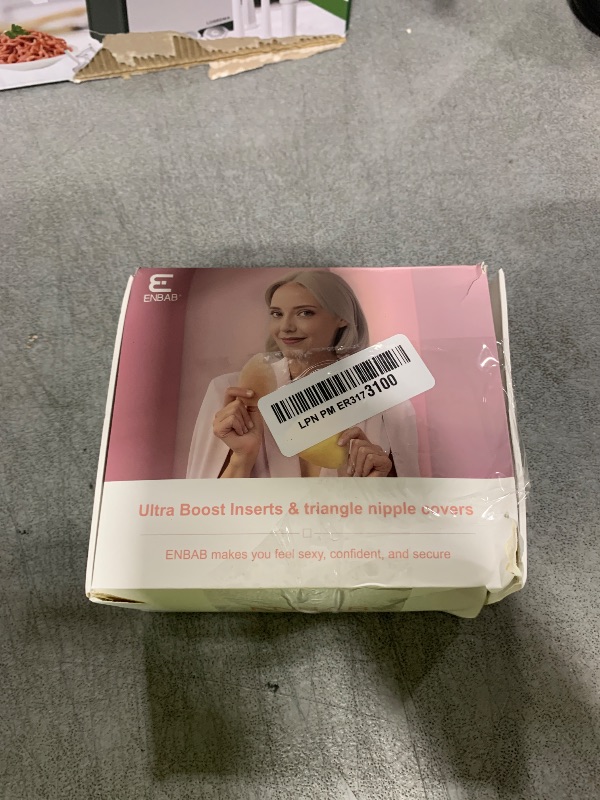 ENBAB
LPN PM ER3173100
Ultra Boost Inserts & triangle nipple covers
ENBAB makes you feel sexy, confident, and secure